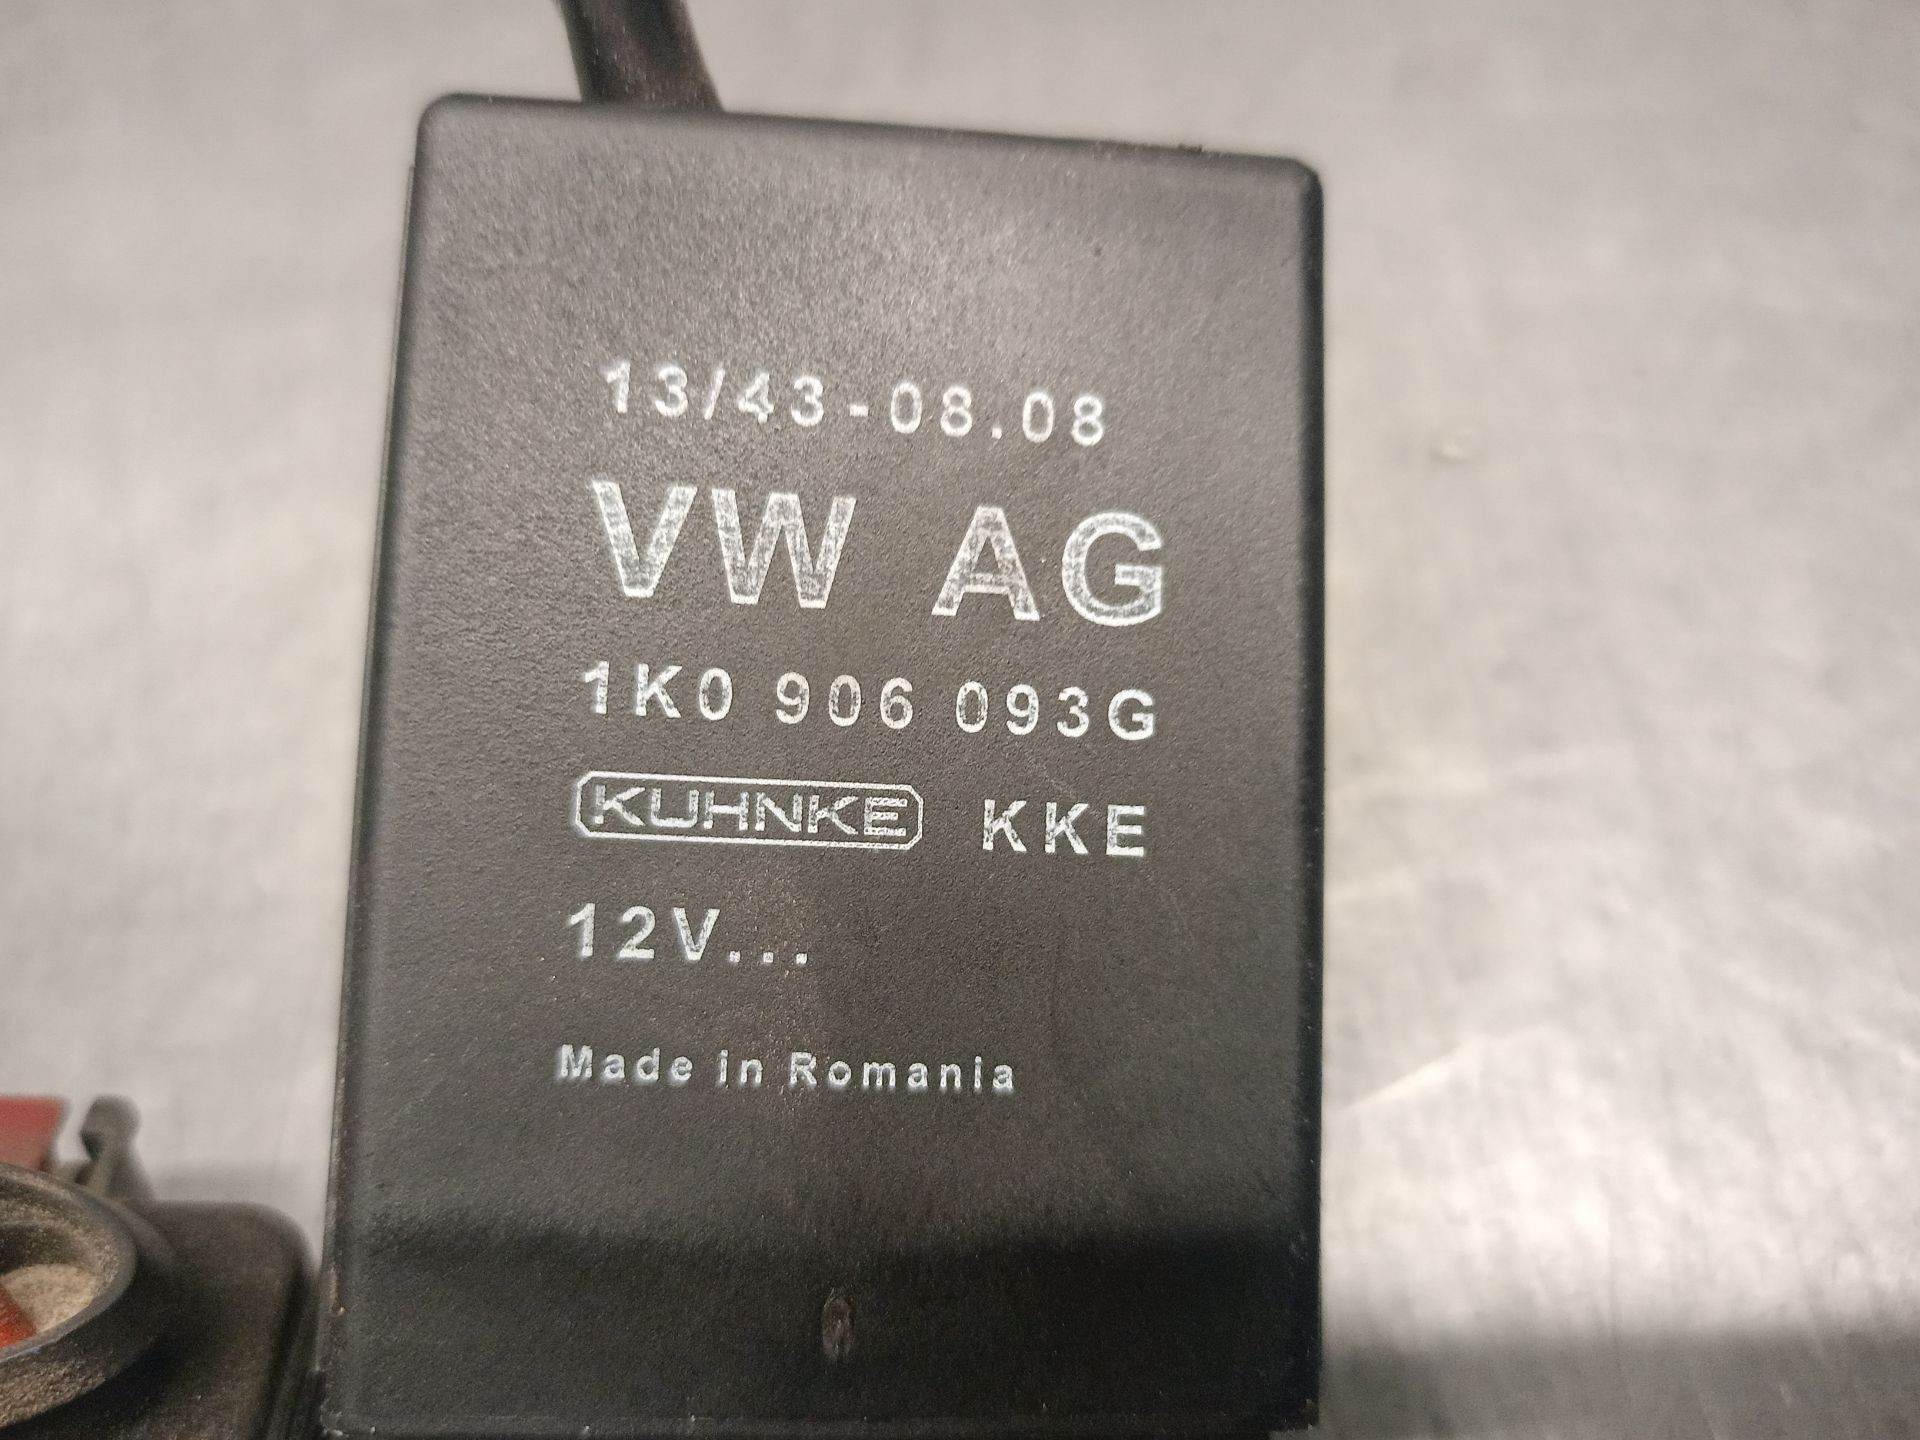 13/43-08.08
VW AG
1K0 906 093G
KUHNKE KKE
12V...
Made in Romania